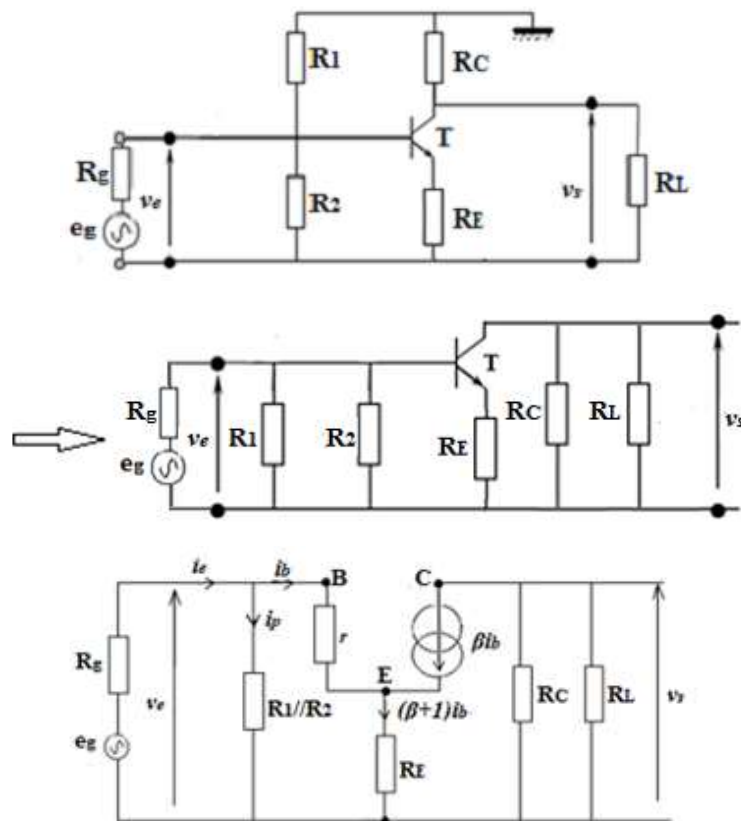 R1 RC
T
Rg
ve R2 RE vs RL
eg
T
Rg
ve R1 R2 RE RC RL vs
eg
ie ib B C
ip r βib
Rg E
ve R1//R2 (β+1)ib RC RL vs
eg RE